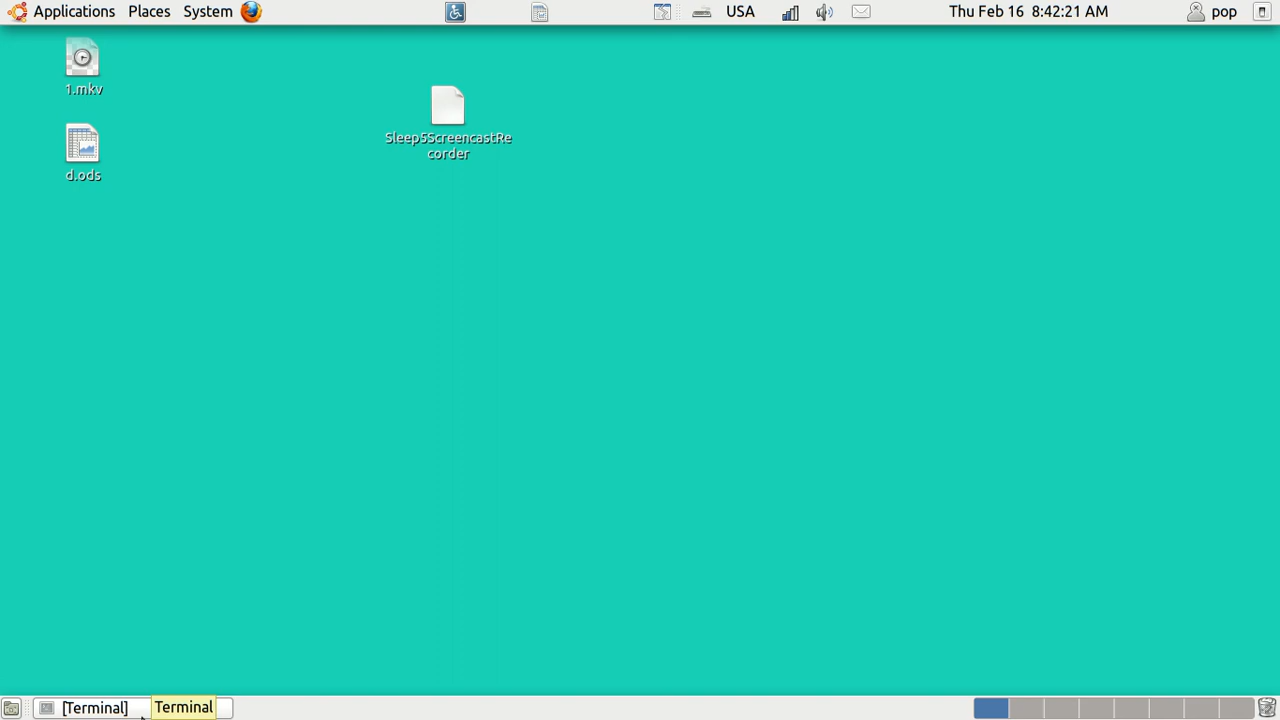 Applications Places System USA Thu Feb 16 8:42:21 AM pop
1.mkv
Sleep5ScreencastRe
corder
d.ods
[Terminal] Terminal